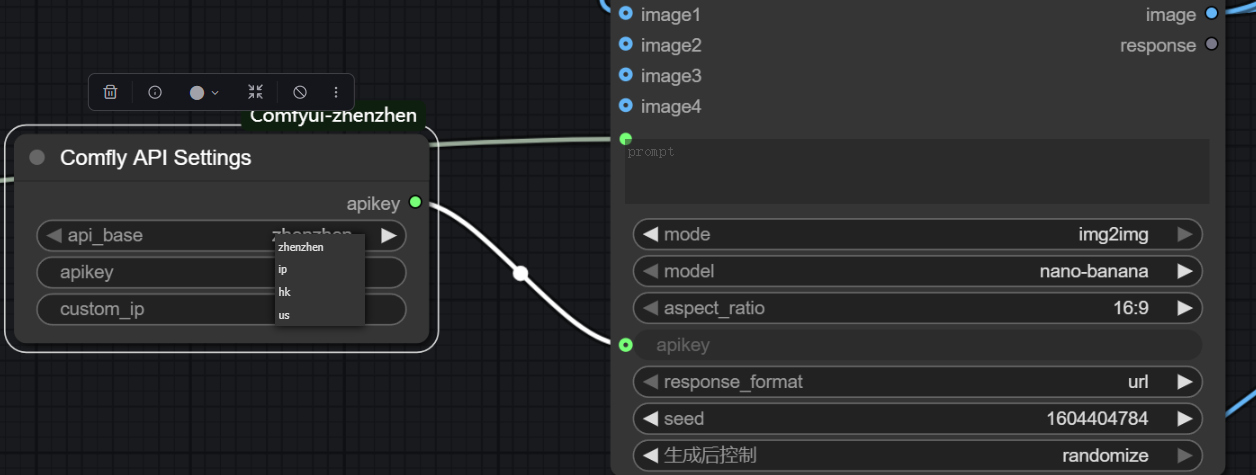 image1
image
image2
response
image3
image4
Comfyui-zhenzhen
Comfly API Settings
prompt
apikey
api_base
zhenzhen
zhenzhen
ip
hk
us
apikey
custom_ip
mode
img2img
model
nano-banana
aspect_ratio
16:9
apikey
response_format
url
seed
1604404784
生成后控制
randomize